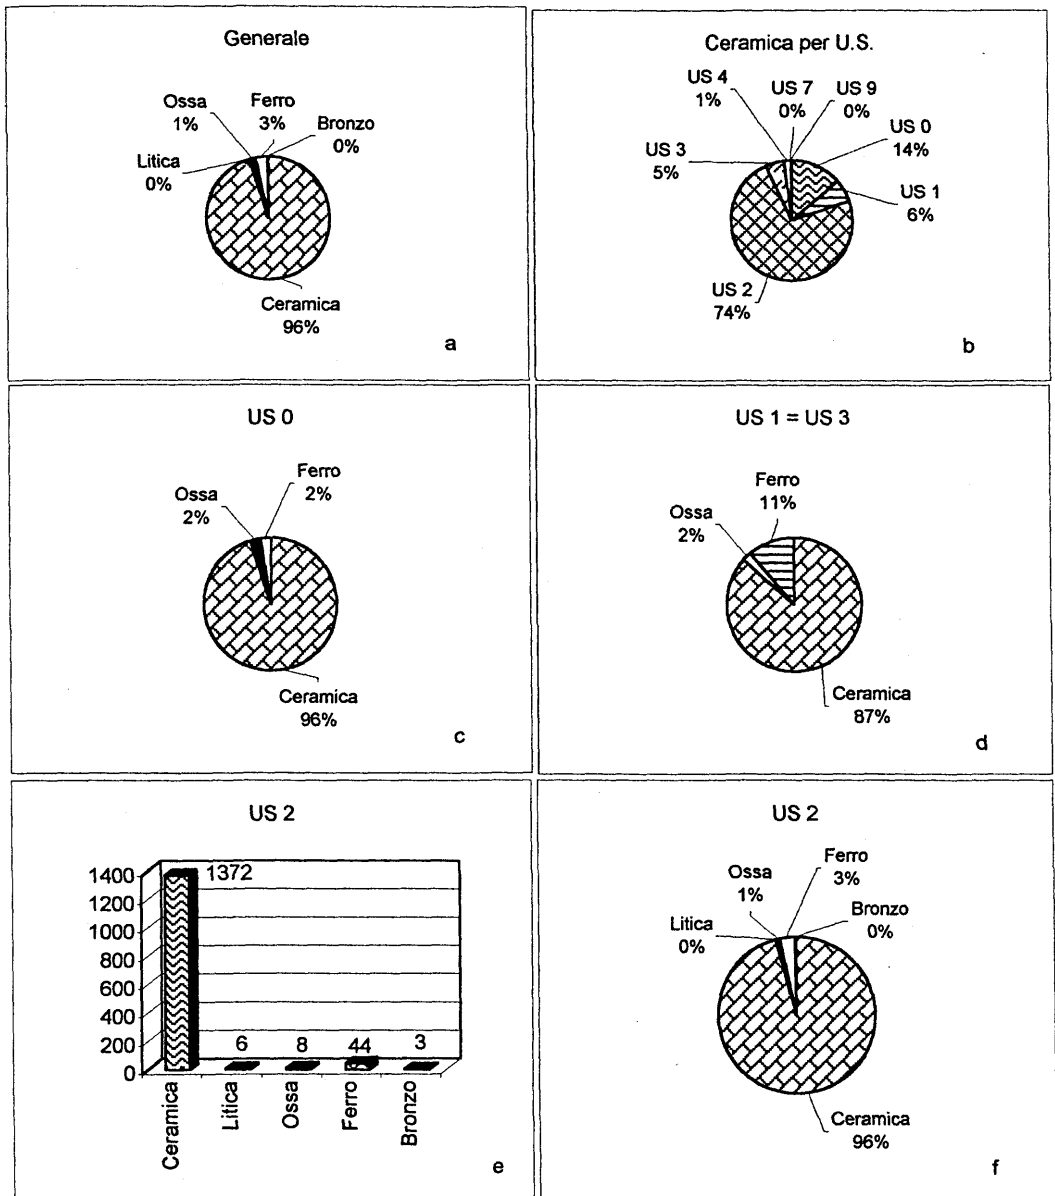 Generale
Ossa
1%
Ferro
3%
Bronzo
0%
Litica
0%
Ceramica
96%
a
Ceramica per U.S.
US 4
1%
US 7
0%
US 9
0%
US 0
14%
US 3
5%
US 1
6%
US 2
74%
b
US 0
Ferro
2%
Ossa
2%
Ceramica
96%
c
US 1 = US 3
Ferro
11%
Ossa
2%
Ceramica
87%
d
US 2
1400
1200
1000
800
600
400
200
0
1372
6
8
44
3
Ceramica
Litica
Ossa
Ferro
Bronzo
e
US 2
Ferro
3%
Ossa
1%
Bronzo
0%
Litica
0%
Ceramica
96%
f